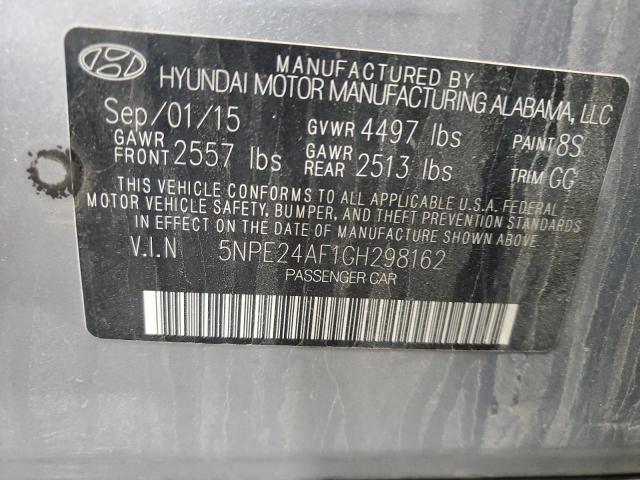 MANUFACTURED BY
HYUNDAI MOTOR MANUFACTURING ALABAMA, LLC
Sep/01/15 GVWR 4497 lbs PAINT 8S
GAWR FRONT 2557 lbs GAWR REAR 2513 lbs TRIM GG
THIS VEHICLE CONFORMS TO ALL APPLICABLE U.S.A. FEDERAL
MOTOR VEHICLE SAFETY, BUMPER, AND THEFT PREVENTION STANDARDS
IN EFFECT ON THE DATE OF MANUFACTURE SHOWN ABOVE.
V.I.N 5NPE24AF1GH298162
PASSENGER CAR